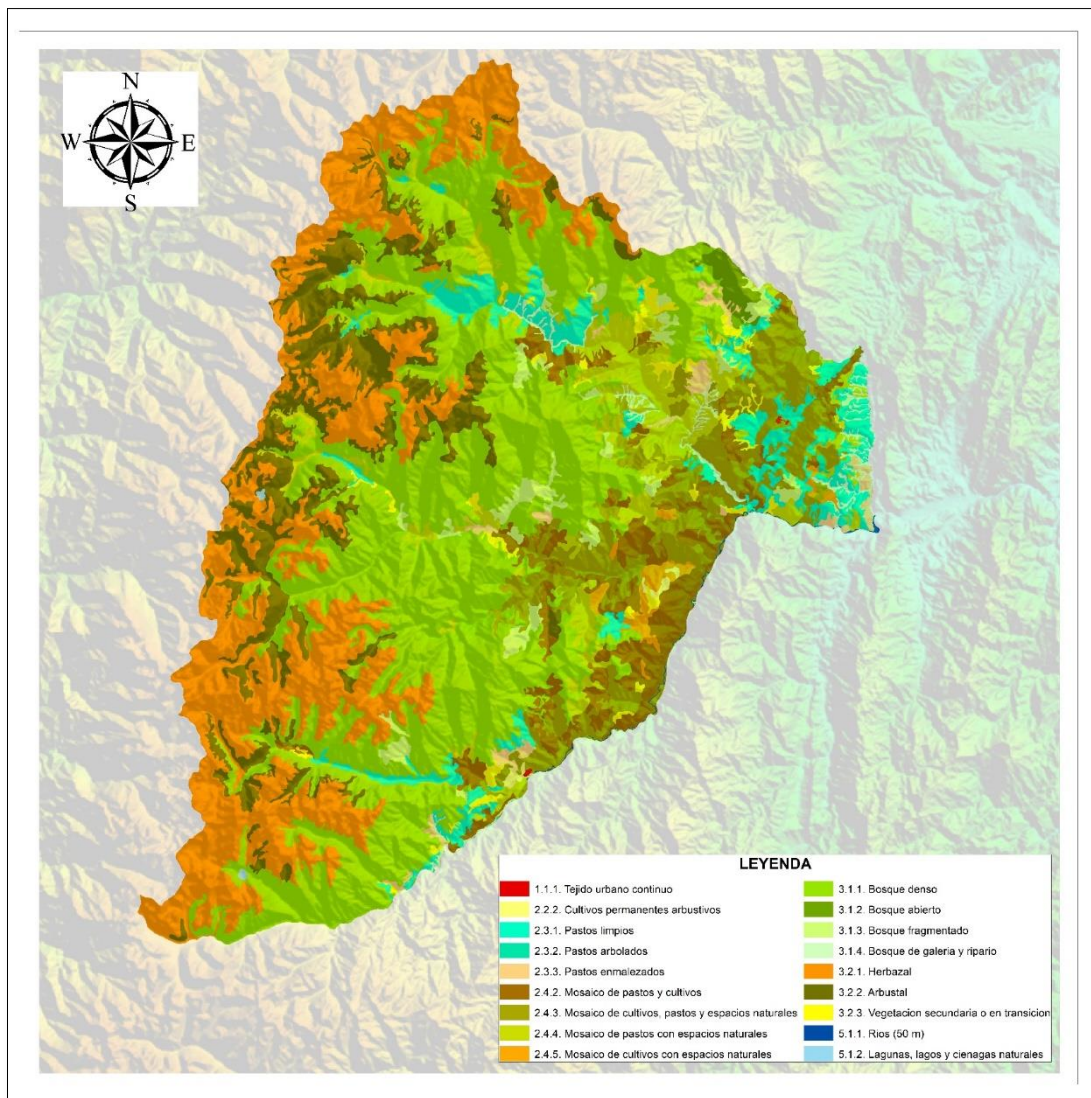 N
W E
S
LEYENDA
1.1.1. Tejido urbano continuo
2.2.2. Cultivos permanentes arbustivos
2.3.1. Pastos limpios
2.3.2. Pastos arbolados
2.3.3. Pastos enmalezados
2.4.2. Mosaico de pastos y cultivos
2.4.3. Mosaico de cultivos, pastos y espacios naturales
2.4.4. Mosaico de pastos con espacios naturales
2.4.5. Mosaico de cultivos con espacios naturales
3.1.1. Bosque denso
3.1.2. Bosque abierto
3.1.3. Bosque fragmentado
3.1.4. Bosque de galeria y ripario
3.2.1. Herbazal
3.2.2. Arbustal
3.2.3. Vegetacion secundaria o en transicion
5.1.1. Rios (50 m)
5.1.2. Lagunas, lagos y cienagas naturales